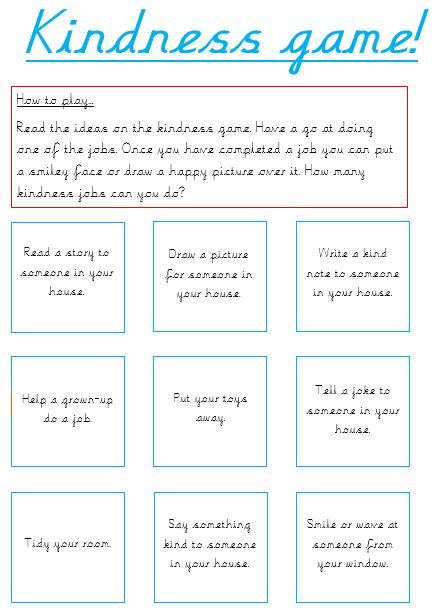 Kindness game!
How to play...
Read the ideas on the kindness game. Have a go at doing
one of the jobs. Once you have completed a job you can put
a smiley face or draw a happy picture over it. How many
kindness jobs can you do?
Read a story to
someone in your
house.
Draw a picture
for someone in
your house.
Write a kind
note to someone
in your house.
Help a grown-up
do a job.
Put your toys
away.
Tell a joke to
someone in your
house.
Tidy your room.
Say something
kind to someone
in your house.
Smile or wave at
someone from
your window.